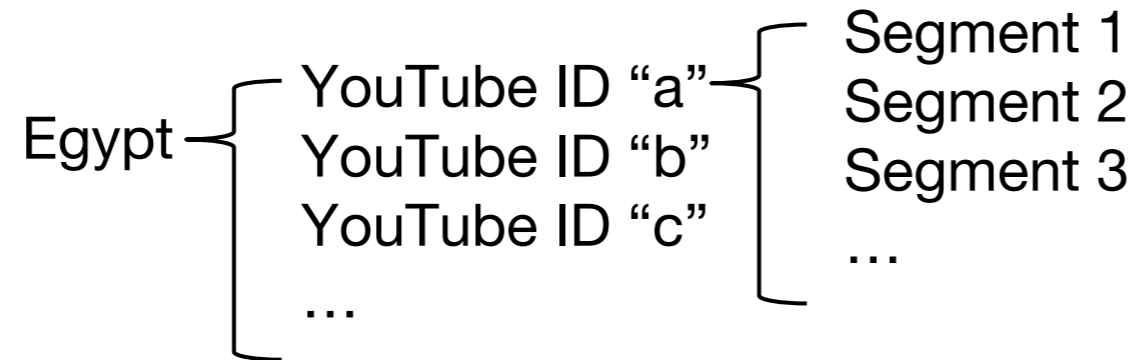 Egypt
YouTube ID “a”
YouTube ID “b”
YouTube ID “c”
…
Segment 1
Segment 2
Segment 3
…